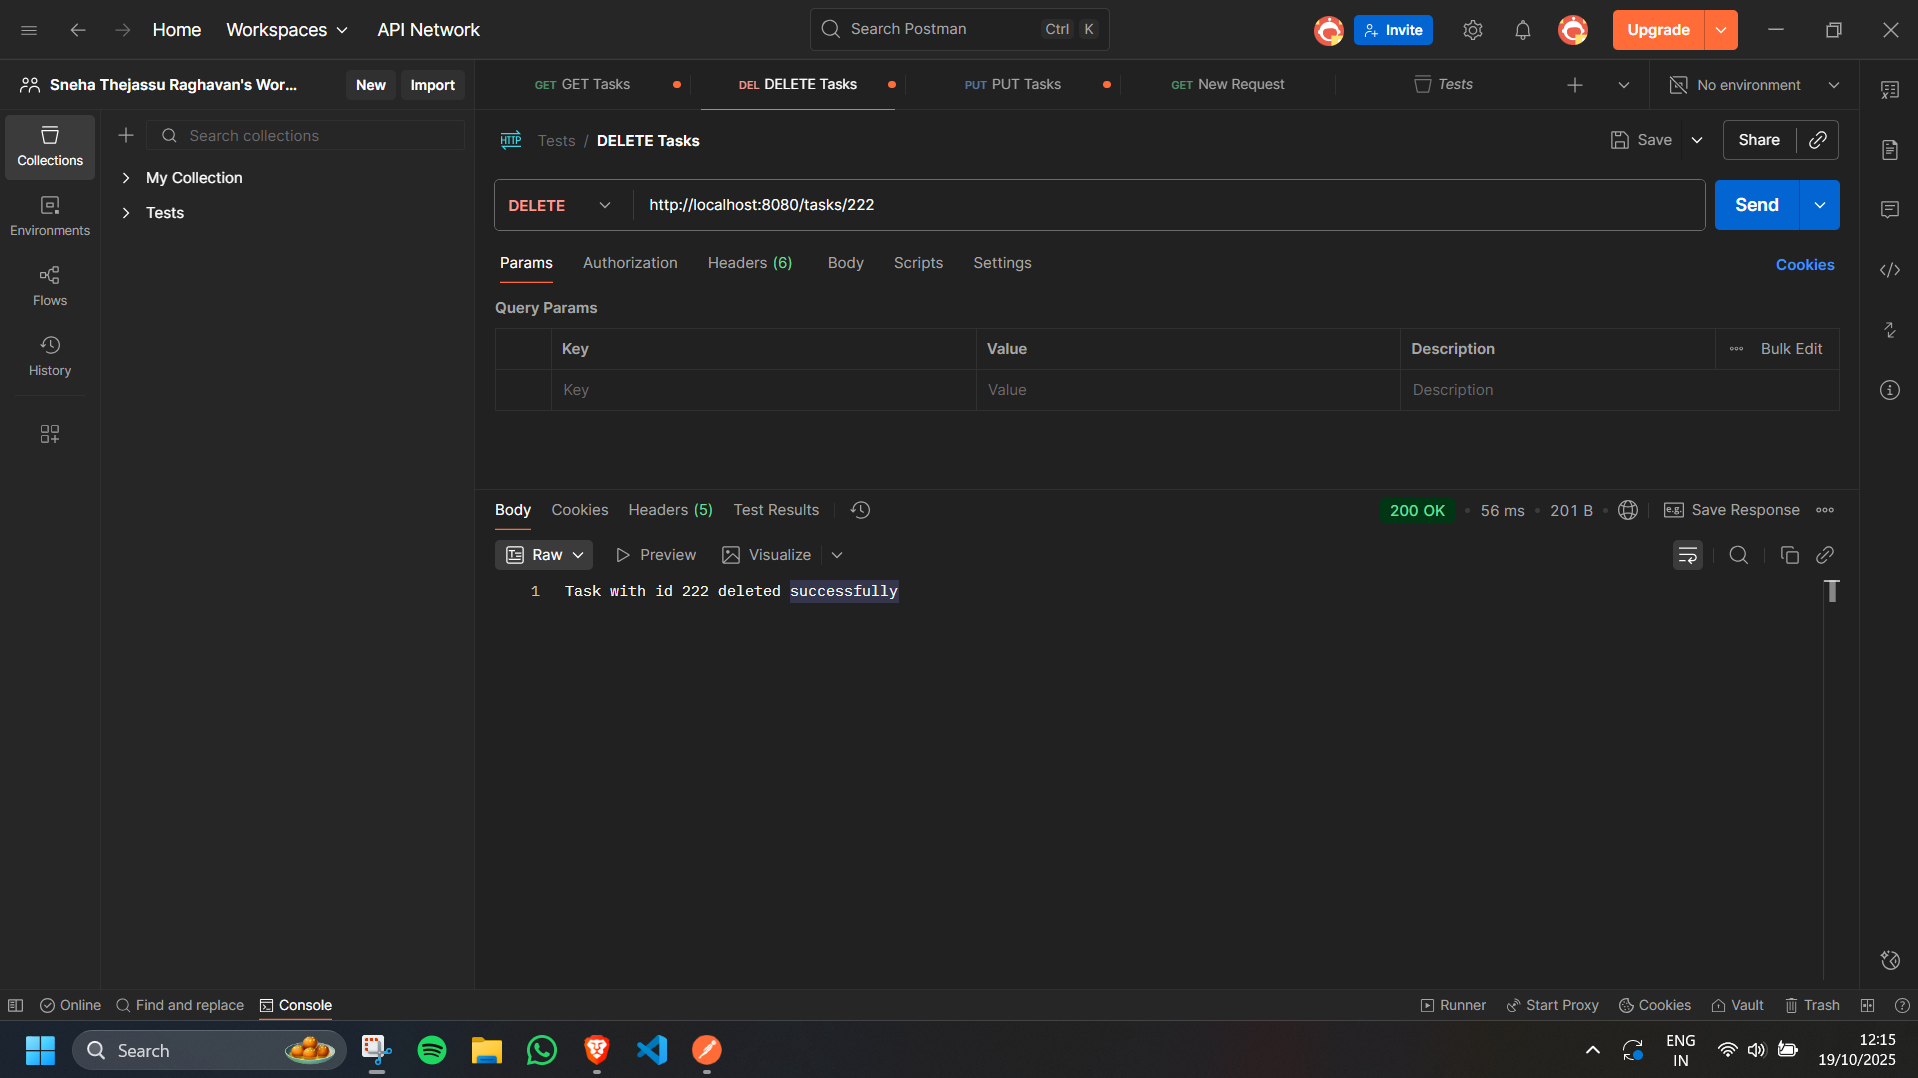 Home Workspaces API Network Search Postman Ctrl K Invite Upgrade
Sneha Thejassu Raghavan's Wor... New Import GET GET Tasks DEL DELETE Tasks PUT PUT Tasks GET New Request Tests No environment
Collections
Search collections
My Collection
Tests
Environments
Flows
History
HTTP Tests / DELETE Tasks Save Share
DELETE http://localhost:8080/tasks/222 Send
Params Authorization Headers (6) Body Scripts Settings Cookies
Query Params
Key Value Description Bulk Edit
Key Value Description
Body Cookies Headers (5) Test Results 200 OK • 56 ms • 201 B • e.g. Save Response
Raw Preview Visualize
1 Task with id 222 deleted successfully
Online Find and replace Console Runner Start Proxy Cookies Vault Trash
Search ENG 12:15
IN 19/10/2025